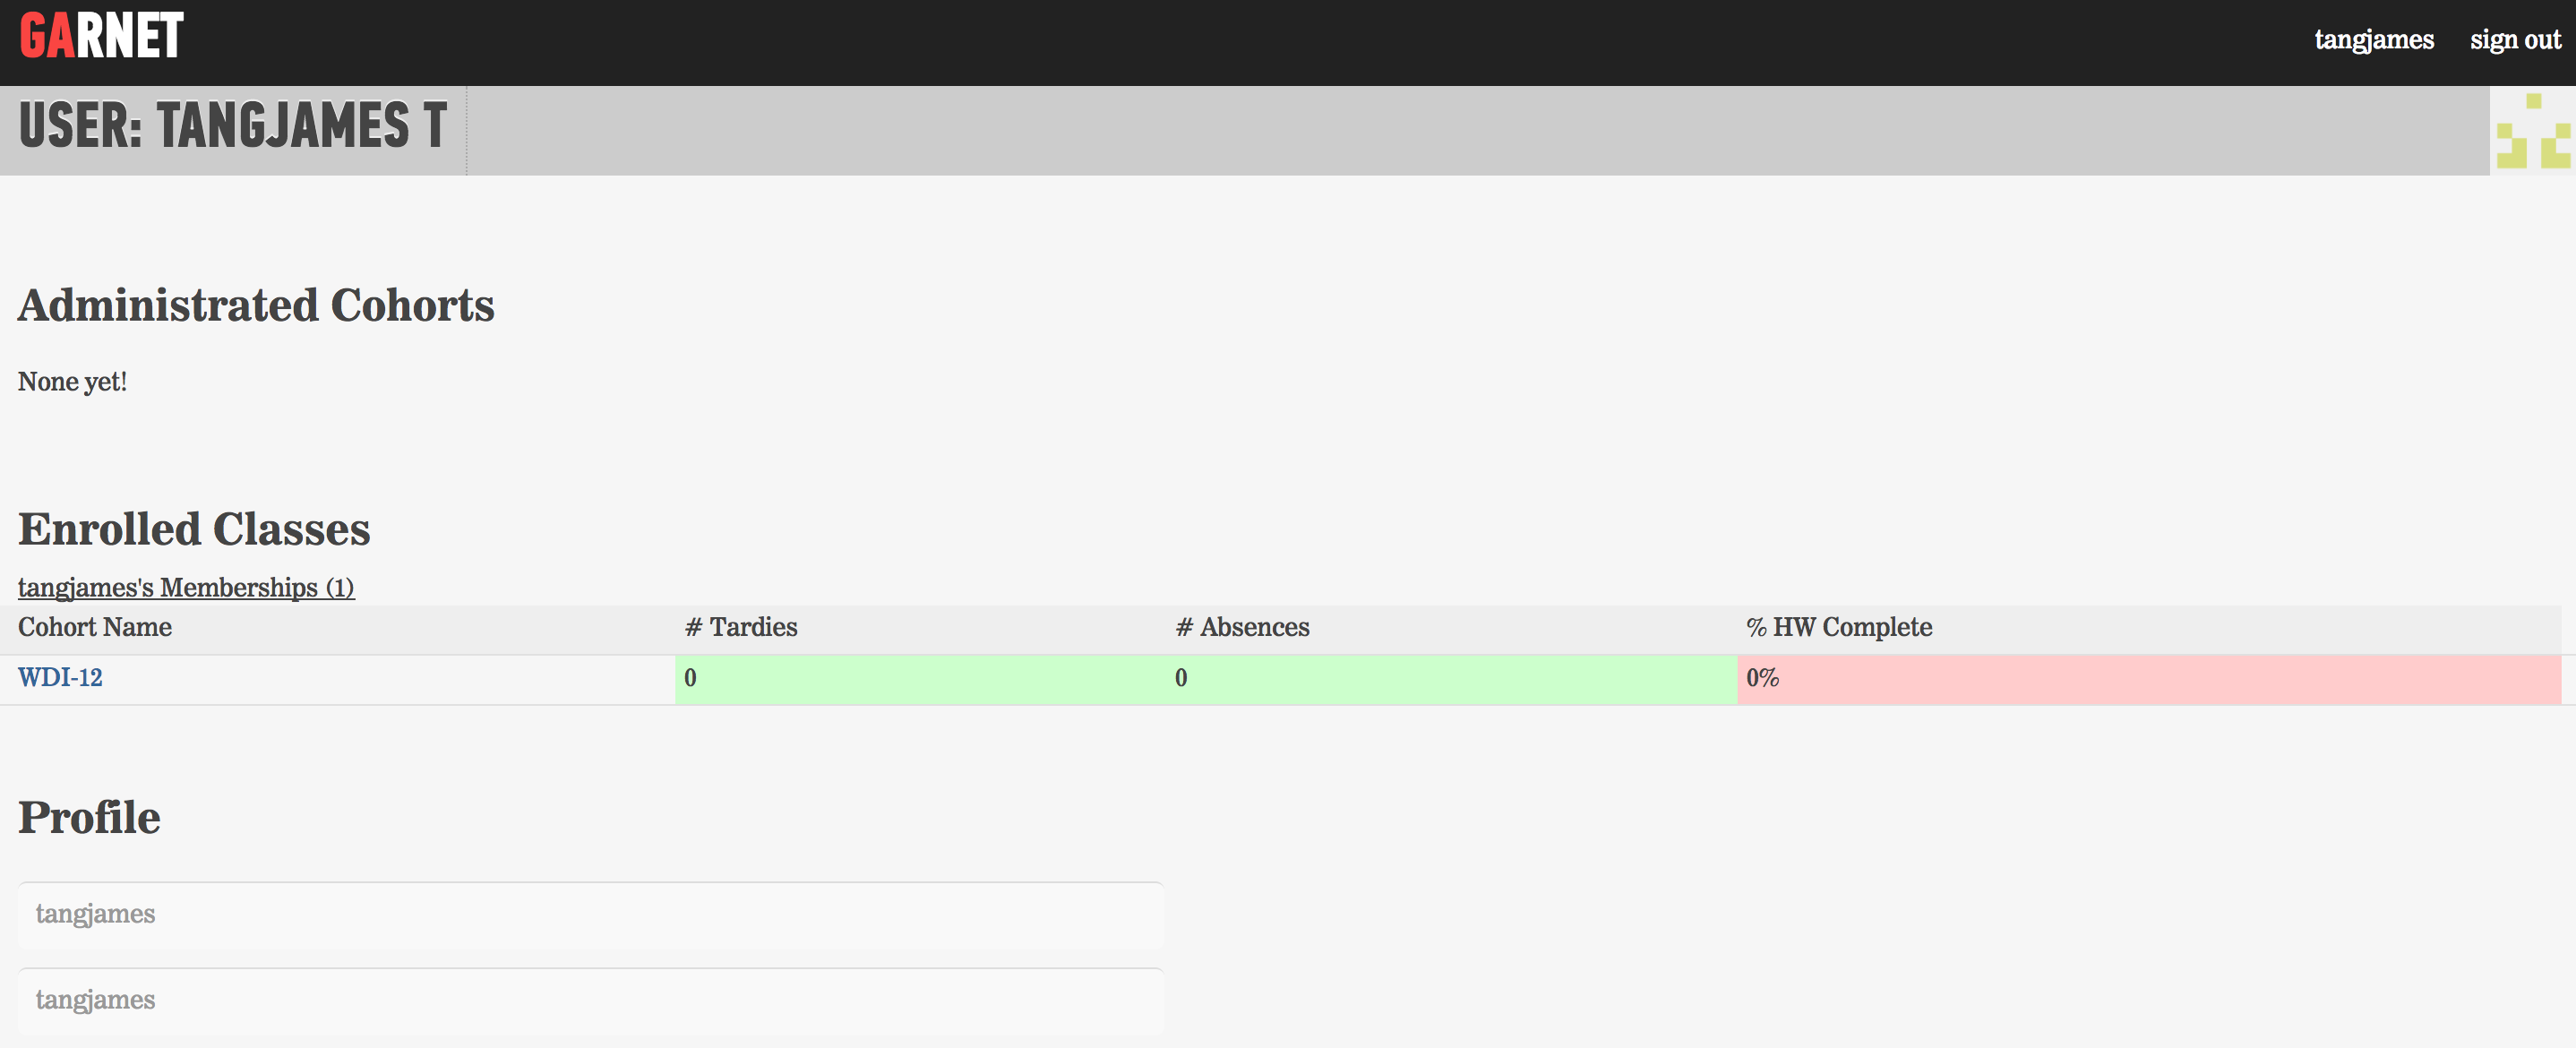 GARNET
tangjames sign out
USER: TANGJAMES T
Administrated Cohorts
None yet!
Enrolled Classes
tangjames's Memberships (1)
Cohort Name # Tardies # Absences % HW Complete
WDI-12 0 0 0%
Profile
tangjames
tangjames